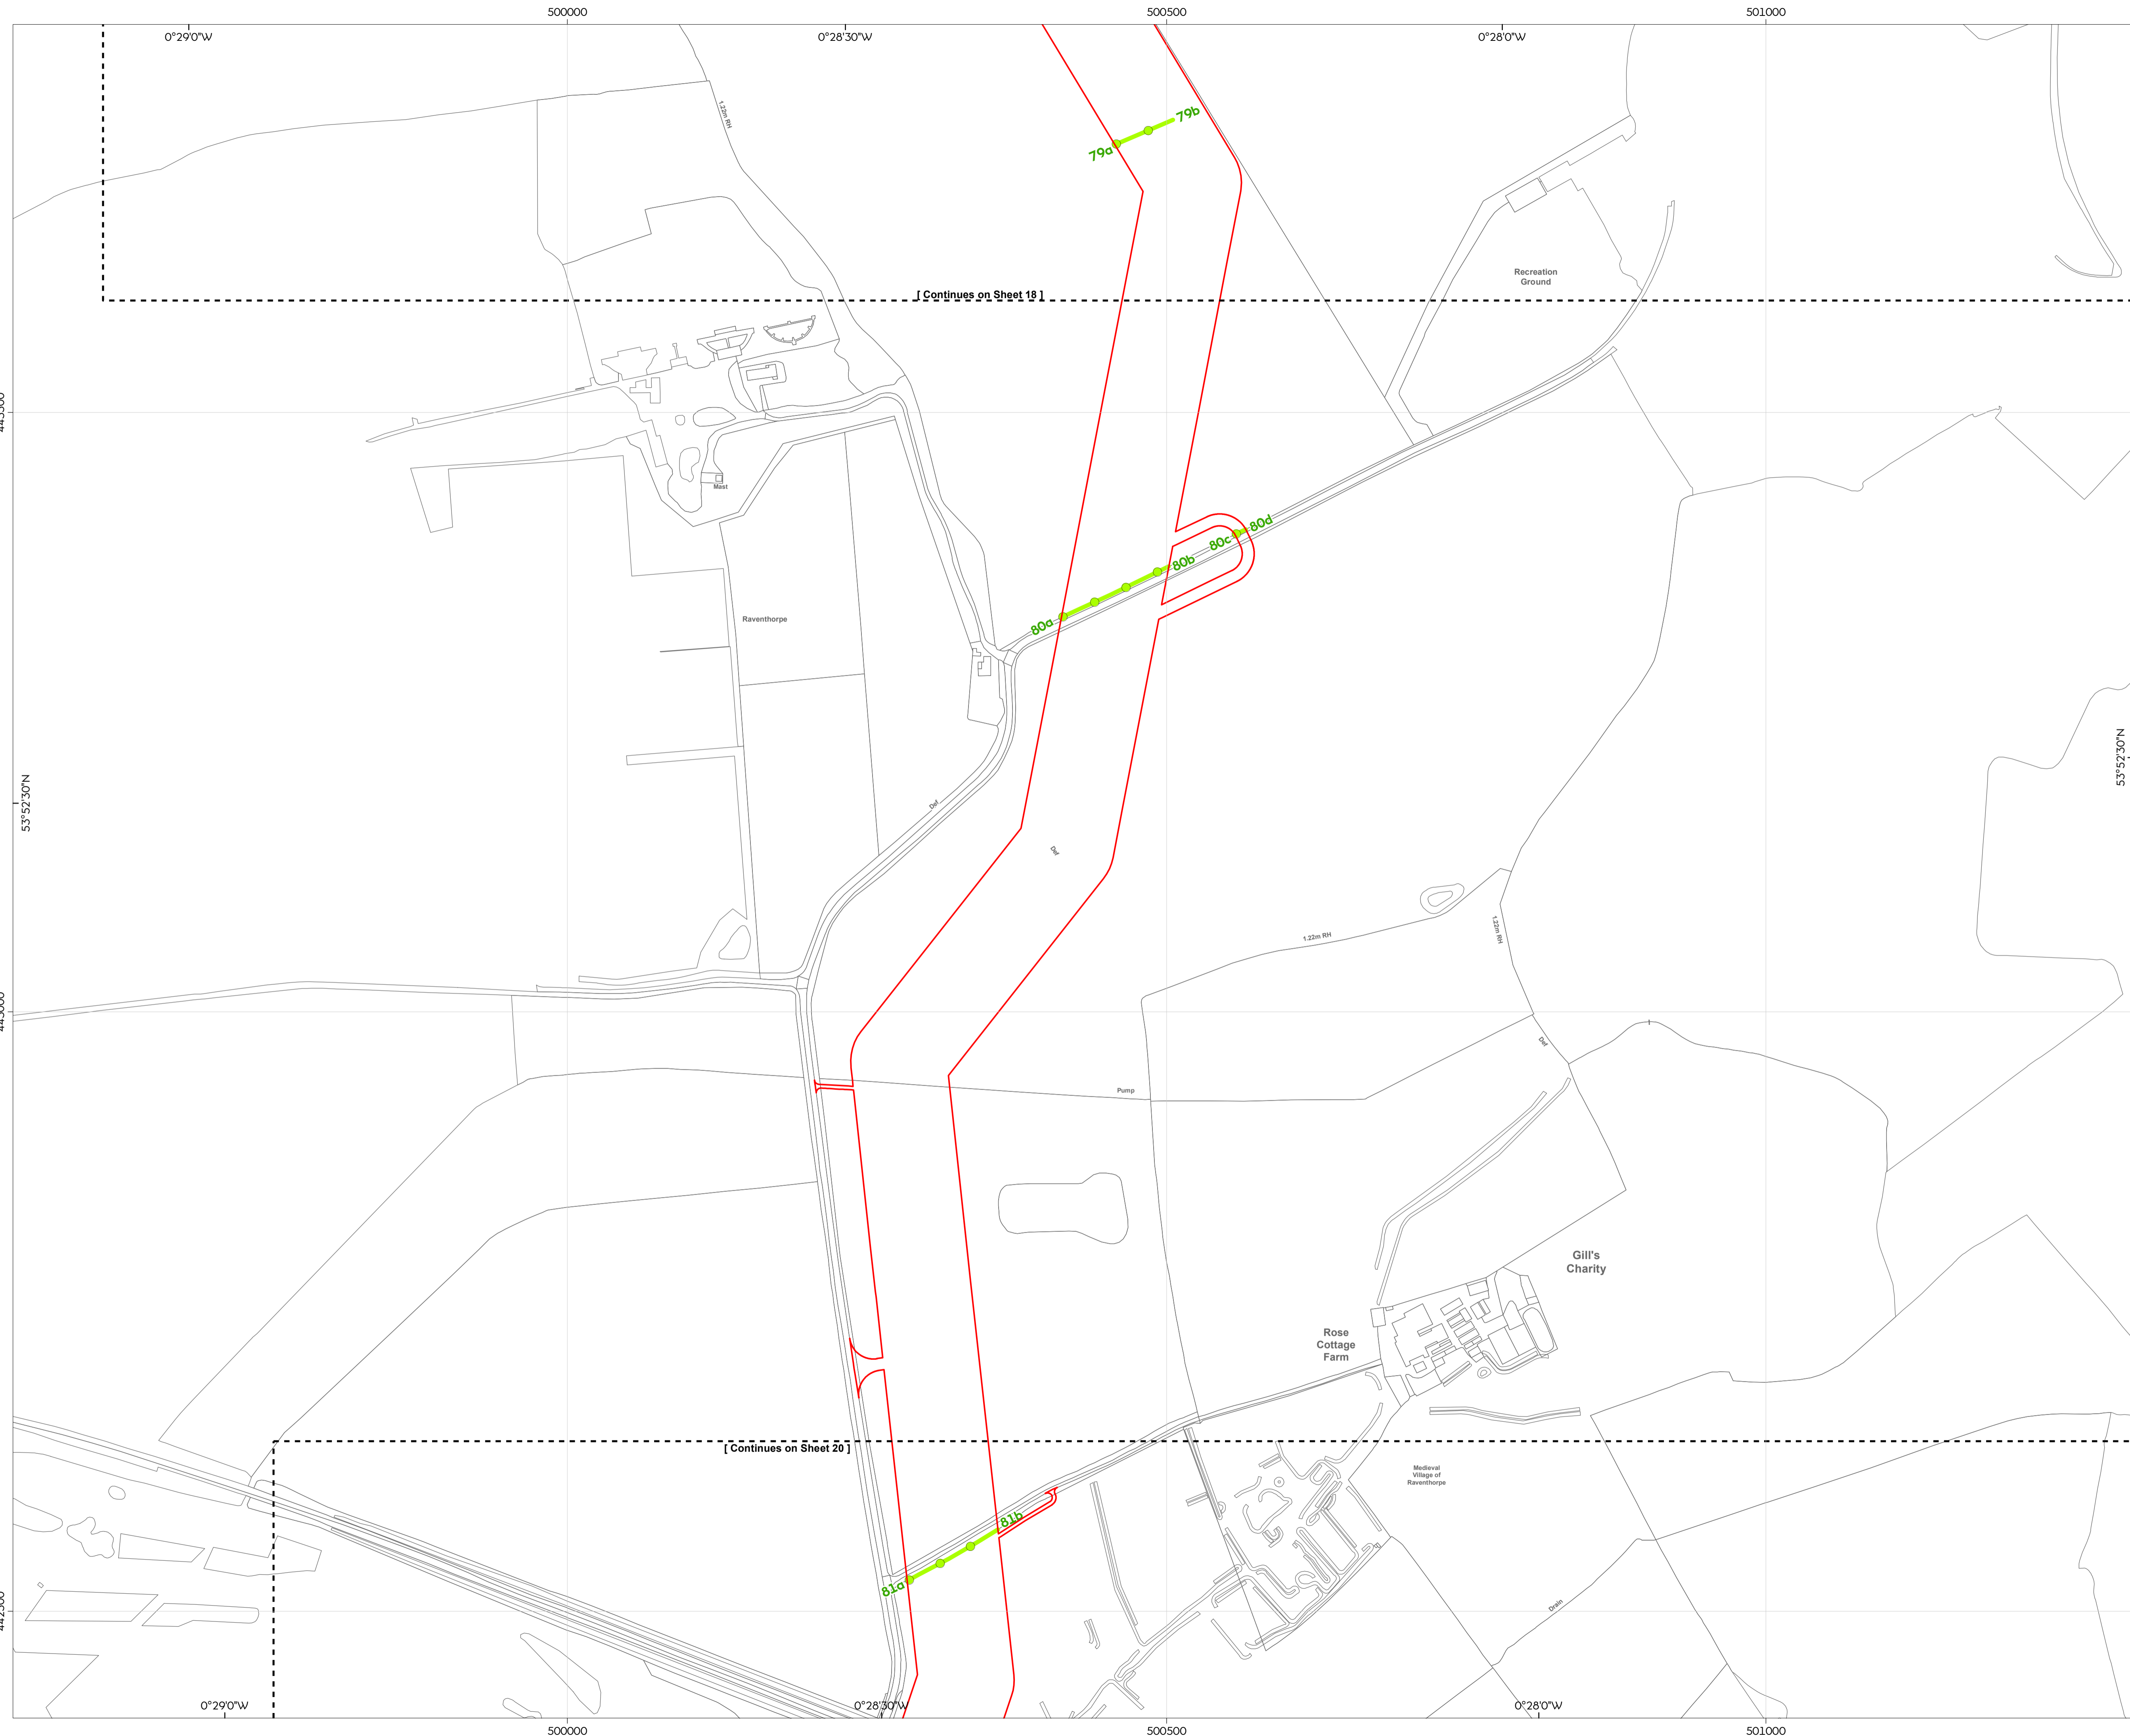 500000
500500
501000
0°29'0"W
0°28'30"W
0°28'0"W
1.22m RH
79b
79a
Recreation
Ground
[ Continues on Sheet 18 ]
Mast
80d
80c
80b
80a
Raventhorpe
53°52'30"N
53°52'30"N
Def
Def
1.22m RH
1.22m RH
Def
Pump
Gill's
Charity
Rose
Cottage
Farm
[ Continues on Sheet 20 ]
Medieval
Village of
Raventhorpe
81b
81a
Drain
0°29'0"W
0°28'30"W
0°28'0"W
500000
500500
501000